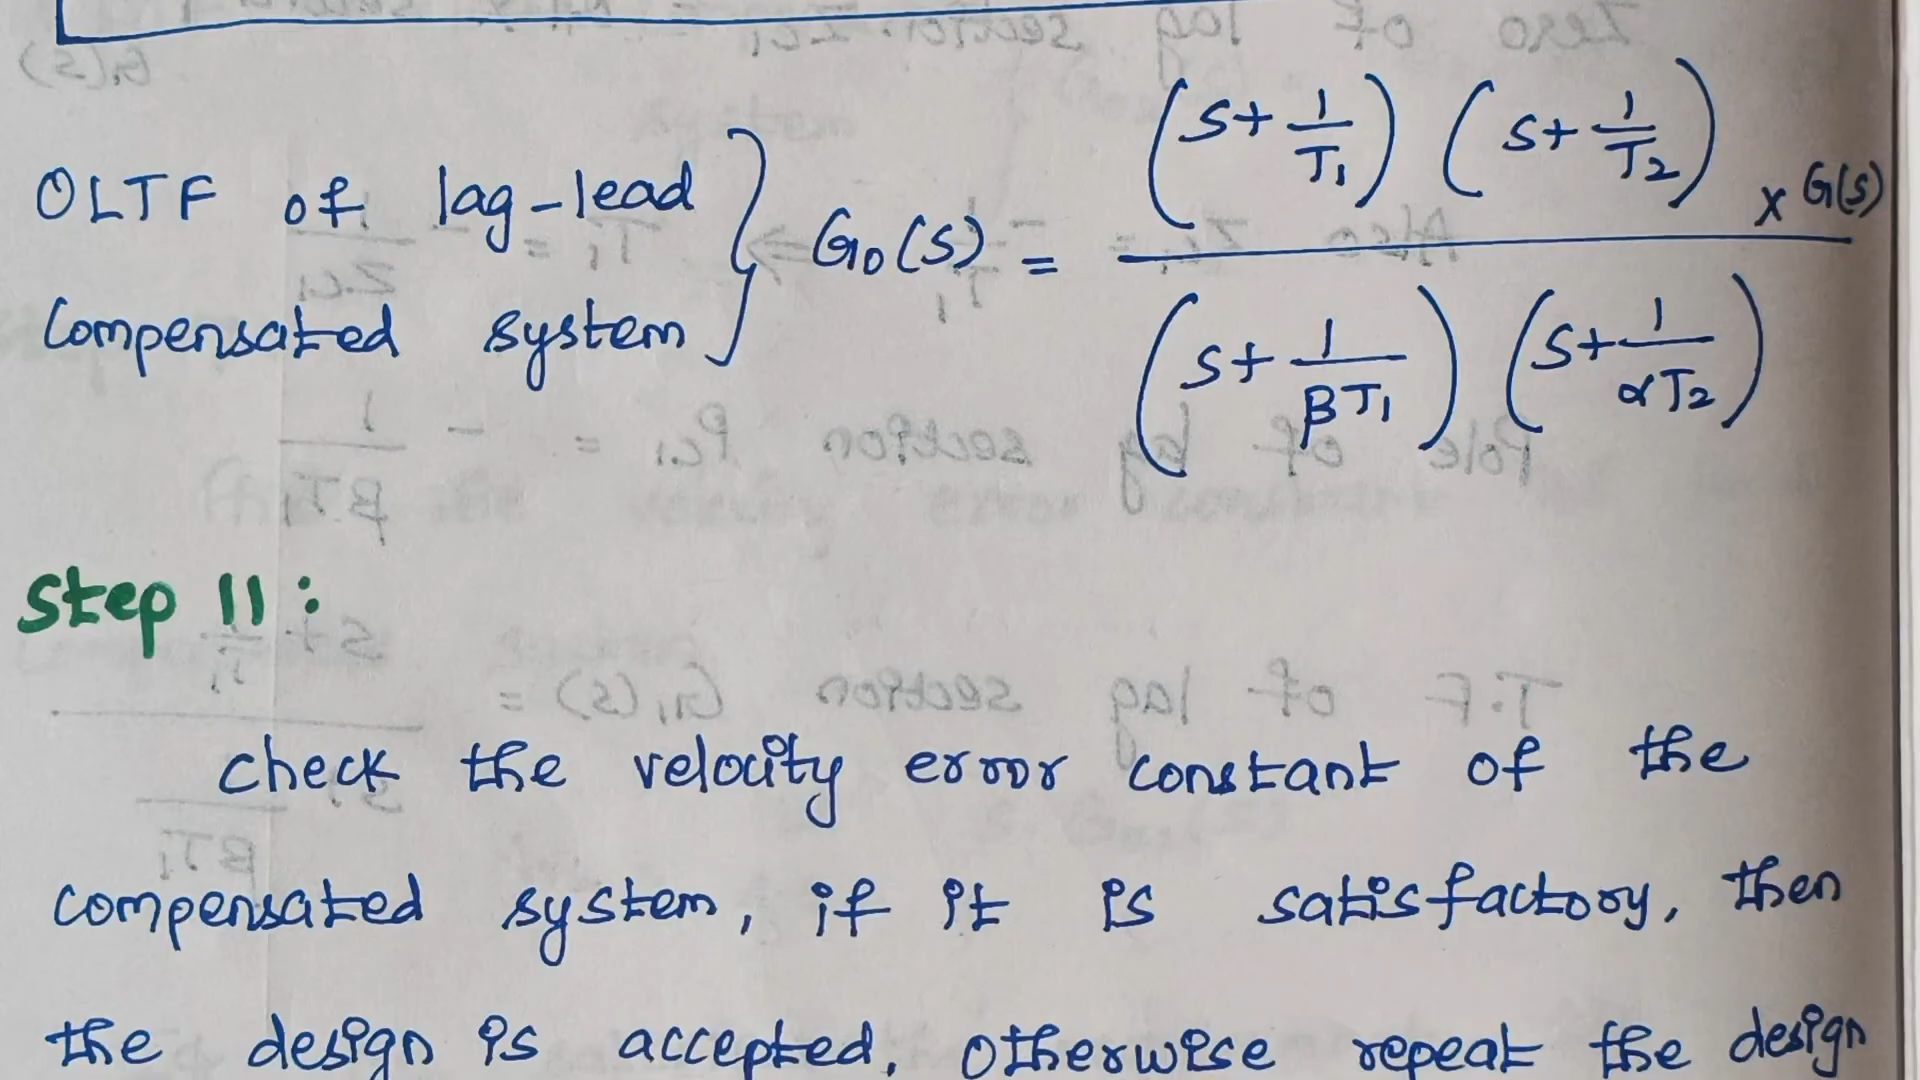 OLTF of lag-lead compensated system } G₀(s) = (s + 1/T₁) (s + 1/T₂) × G(s) / (s + 1/βT₁) (s + 1/αT₂)
Step 11:
check the velocity error constant of the
compensated system, if it is satisfactory, then
the design is accepted, otherwise repeat the design